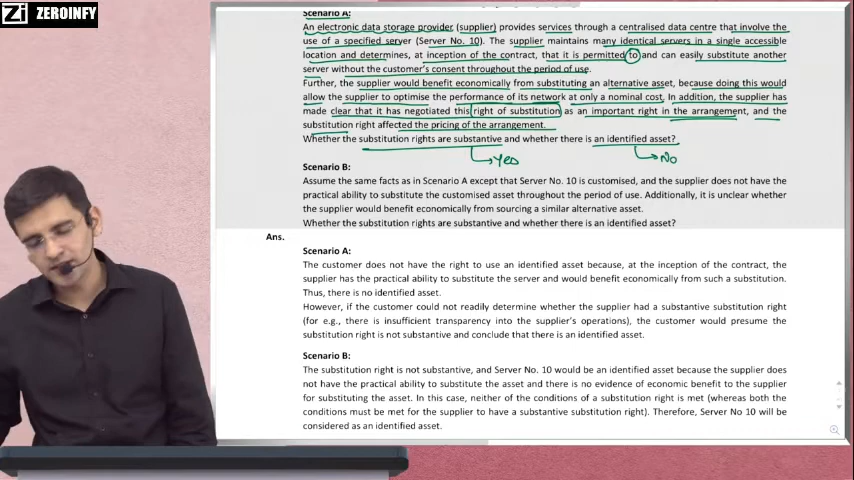 Zi ZEROINFY
Scenario A:
An electronic data storage provider (supplier) provides services through a centralised data centre that involve the
use of a specified server (Server No. 10). The supplier maintains many identical servers in a single accessible
location and determines, at inception of the contract, that it is permitted to and can easily substitute another
server without the customer's consent throughout the period of use.
Further, the supplier would benefit economically from substituting an alternative asset, because doing this would
allow the supplier to optimise the performance of its network at only a nominal cost. In addition, the supplier has
made clear that it has negotiated this right of substitution as an important right in the arrangement, and the
substitution right affected the pricing of the arrangement.
Whether the substitution rights are substantive and whether there is an identified asset?
Yes No
Scenario B:
Assume the same facts as in Scenario A except that Server No. 10 is customised, and the supplier does not have the
practical ability to substitute the customised asset throughout the period of use. Additionally, it is unclear whether
the supplier would benefit economically from sourcing a similar alternative asset.
Whether the substitution rights are substantive and whether there is an identified asset?
Ans.
Scenario A:
The customer does not have the right to use an identified asset because, at the inception of the contract, the
supplier has the practical ability to substitute the server and would benefit economically from such a substitution.
Thus, there is no identified asset.
However, if the customer could not readily determine whether the supplier had a substantive substitution right
(for e.g., there is insufficient transparency into the supplier's operations), the customer would presume the
substitution right is not substantive and conclude that there is an identified asset.
Scenario B:
The substitution right is not substantive, and Server No. 10 would be an identified asset because the supplier does
not have the practical ability to substitute the asset and there is no evidence of economic benefit to the supplier
for substituting the asset. In this case, neither of the conditions of a substitution right is met (whereas both the
conditions must be met for the supplier to have a substantive substitution right). Therefore, Server No 10 will be
considered as an identified asset.